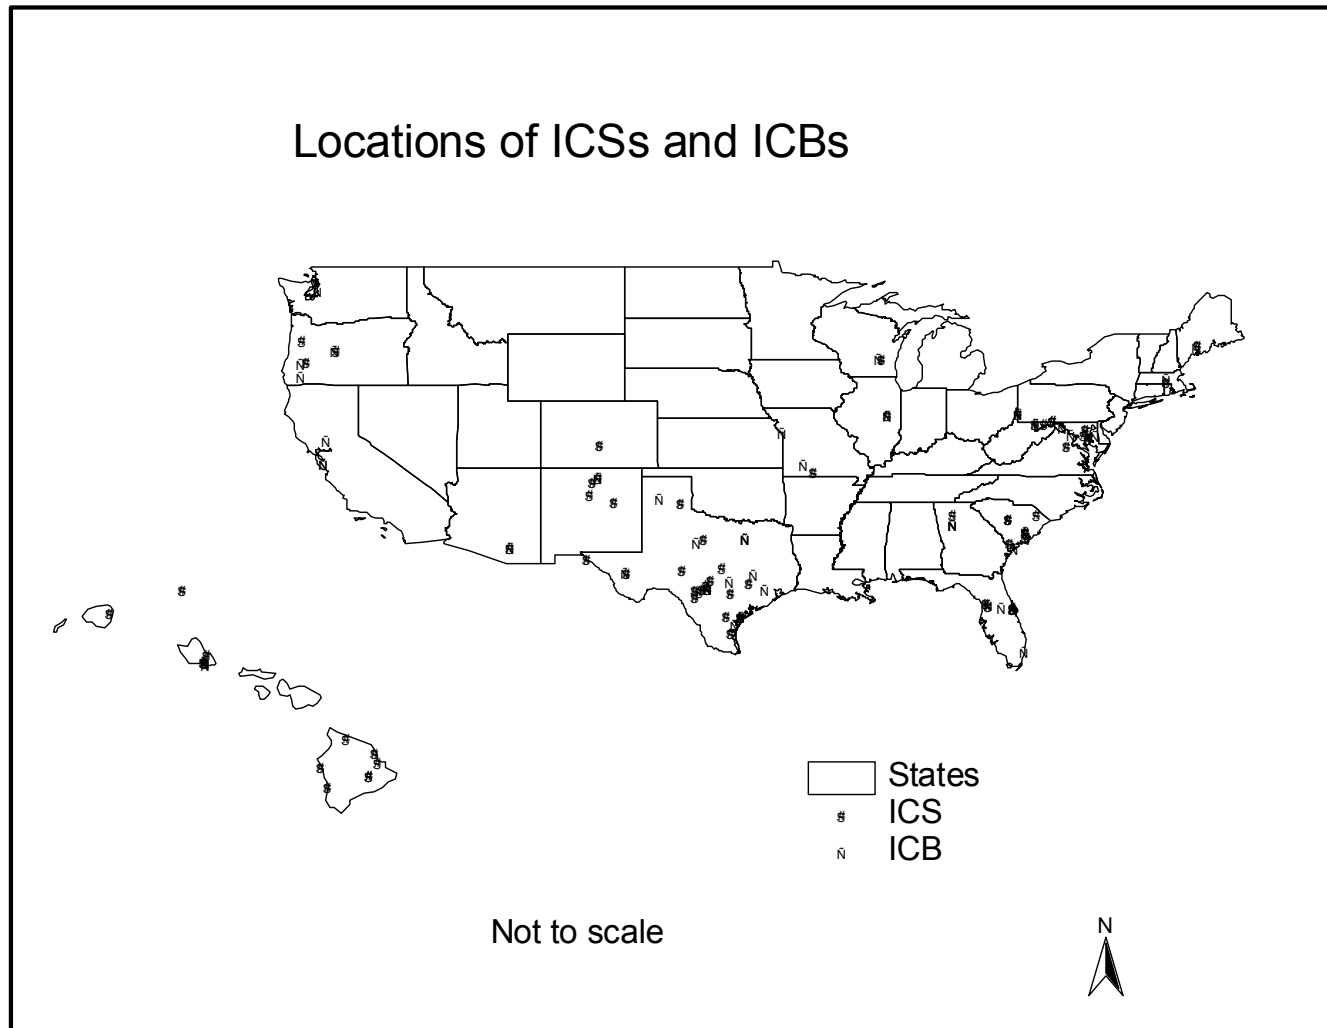 Locations of ICSs and ICBs
States
ICS
ICB
Not to scale
N